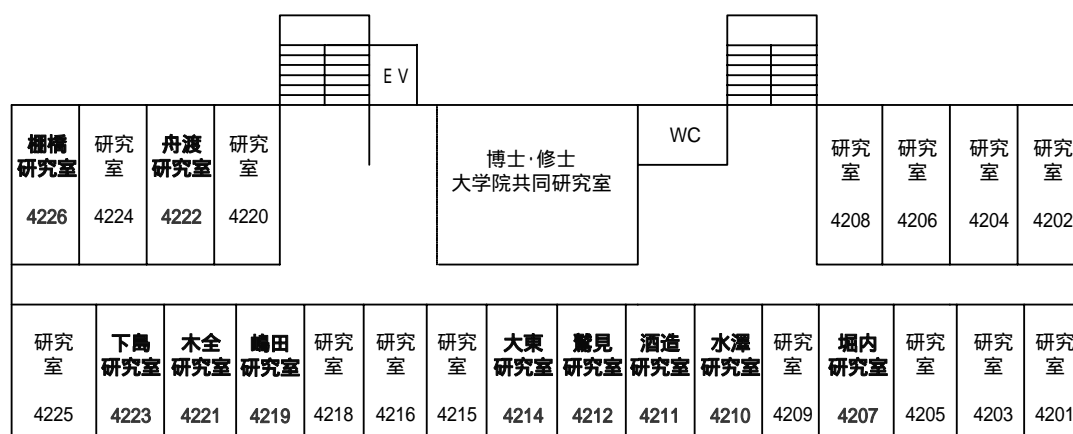 EV
WC
棚橋
研究室
4226
研究
室
4224
舟渡
研究室
4222
研究
室
4220
博士・修士
大学院共同研究室
研究
室
4208
研究
室
4206
研究
室
4204
研究
室
4202
研究
室
4225
下島
研究室
4223
木全
研究室
4221
嶋田
研究室
4219
研究
室
4218
研究
室
4216
研究
室
4215
大東
研究室
4214
鷲見
研究室
4212
酒造
研究室
4211
水澤
研究室
4210
研究
室
4209
堀内
研究室
4207
研究
室
4205
研究
室
4203
研究
室
4201